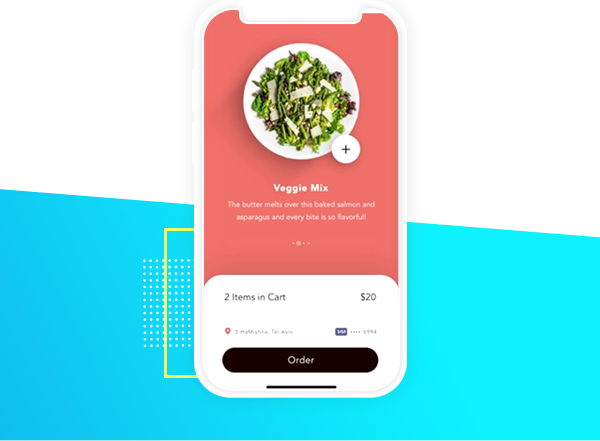 Veggie Mix
The butter melts over this baked salmon and
asparagus and every bite is so flavorful!
2 Items in Cart $20
5 HaMishna, Tel Aviv VISA •••• 6994
Order